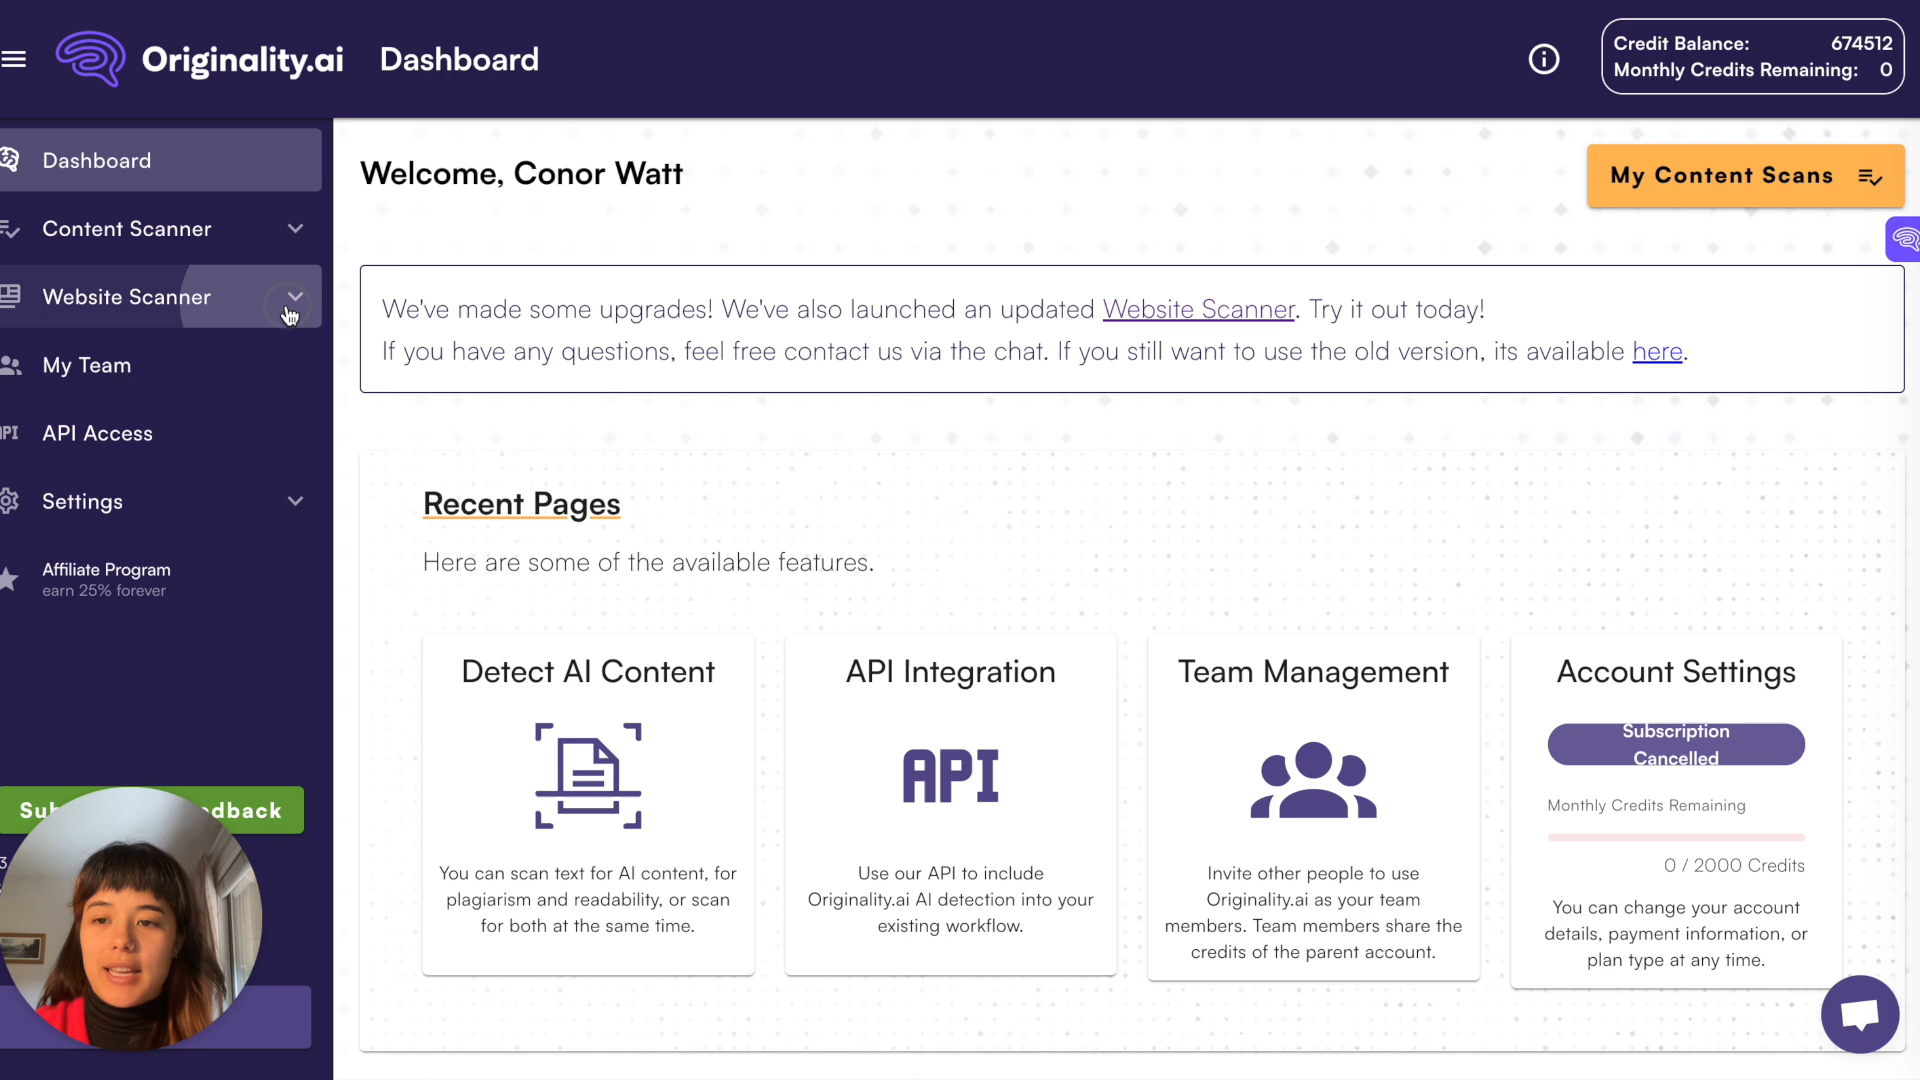 Originality.ai Dashboard
Credit Balance: 674512
Monthly Credits Remaining: 0
Dashboard
Content Scanner
Website Scanner
My Team
API API Access
Settings
Affiliate Program
earn 25% forever
Welcome, Conor Watt
My Content Scans
We've made some upgrades! We've also launched an updated Website Scanner. Try it out today!
If you have any questions, feel free contact us via the chat. If you still want to use the old version, its available here.
Recent Pages
Here are some of the available features.
Detect AI Content
You can scan text for AI content, for
plagiarism and readability, or scan
for both at the same time.
API Integration
API
Use our API to include
Originality.ai AI detection into your
existing workflow.
Team Management
Invite other people to use
Originality.ai as your team
members. Team members share the
credits of the parent account.
Account Settings
Subscription
Cancelled
Monthly Credits Remaining
0 / 2000 Credits
You can change your account
details, payment information, or
plan type at any time.